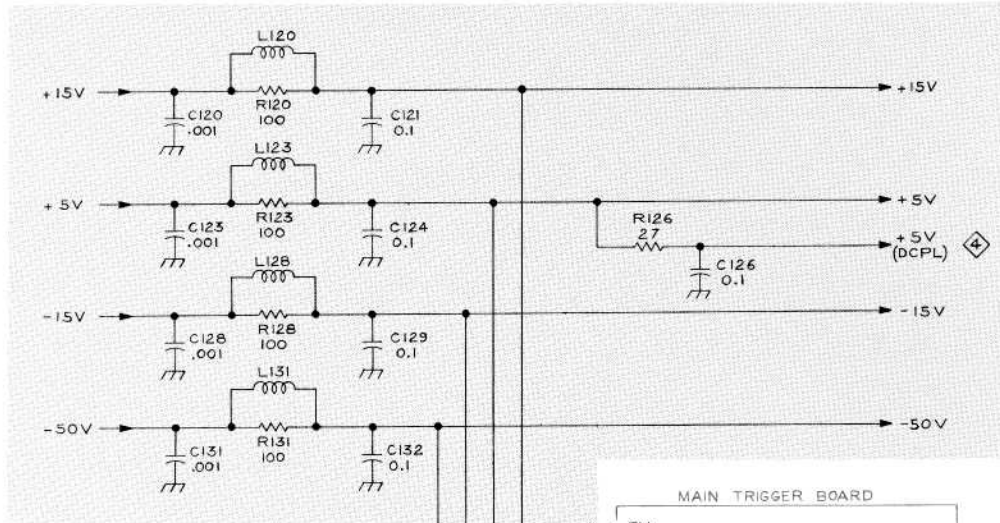 L120
+15V
C120
.001
R120
100
C121
0.1
+15V
L123
+5V
C123
.001
R123
100
C124
0.1
R126
27
+5V
+5V
(DCPL)
4
C126
0.1
L128
-15V
C128
.001
R128
100
C129
0.1
-15V
L131
-50V
C131
.001
R131
100
C132
0.1
-50V
MAIN TRIGGER BOARD